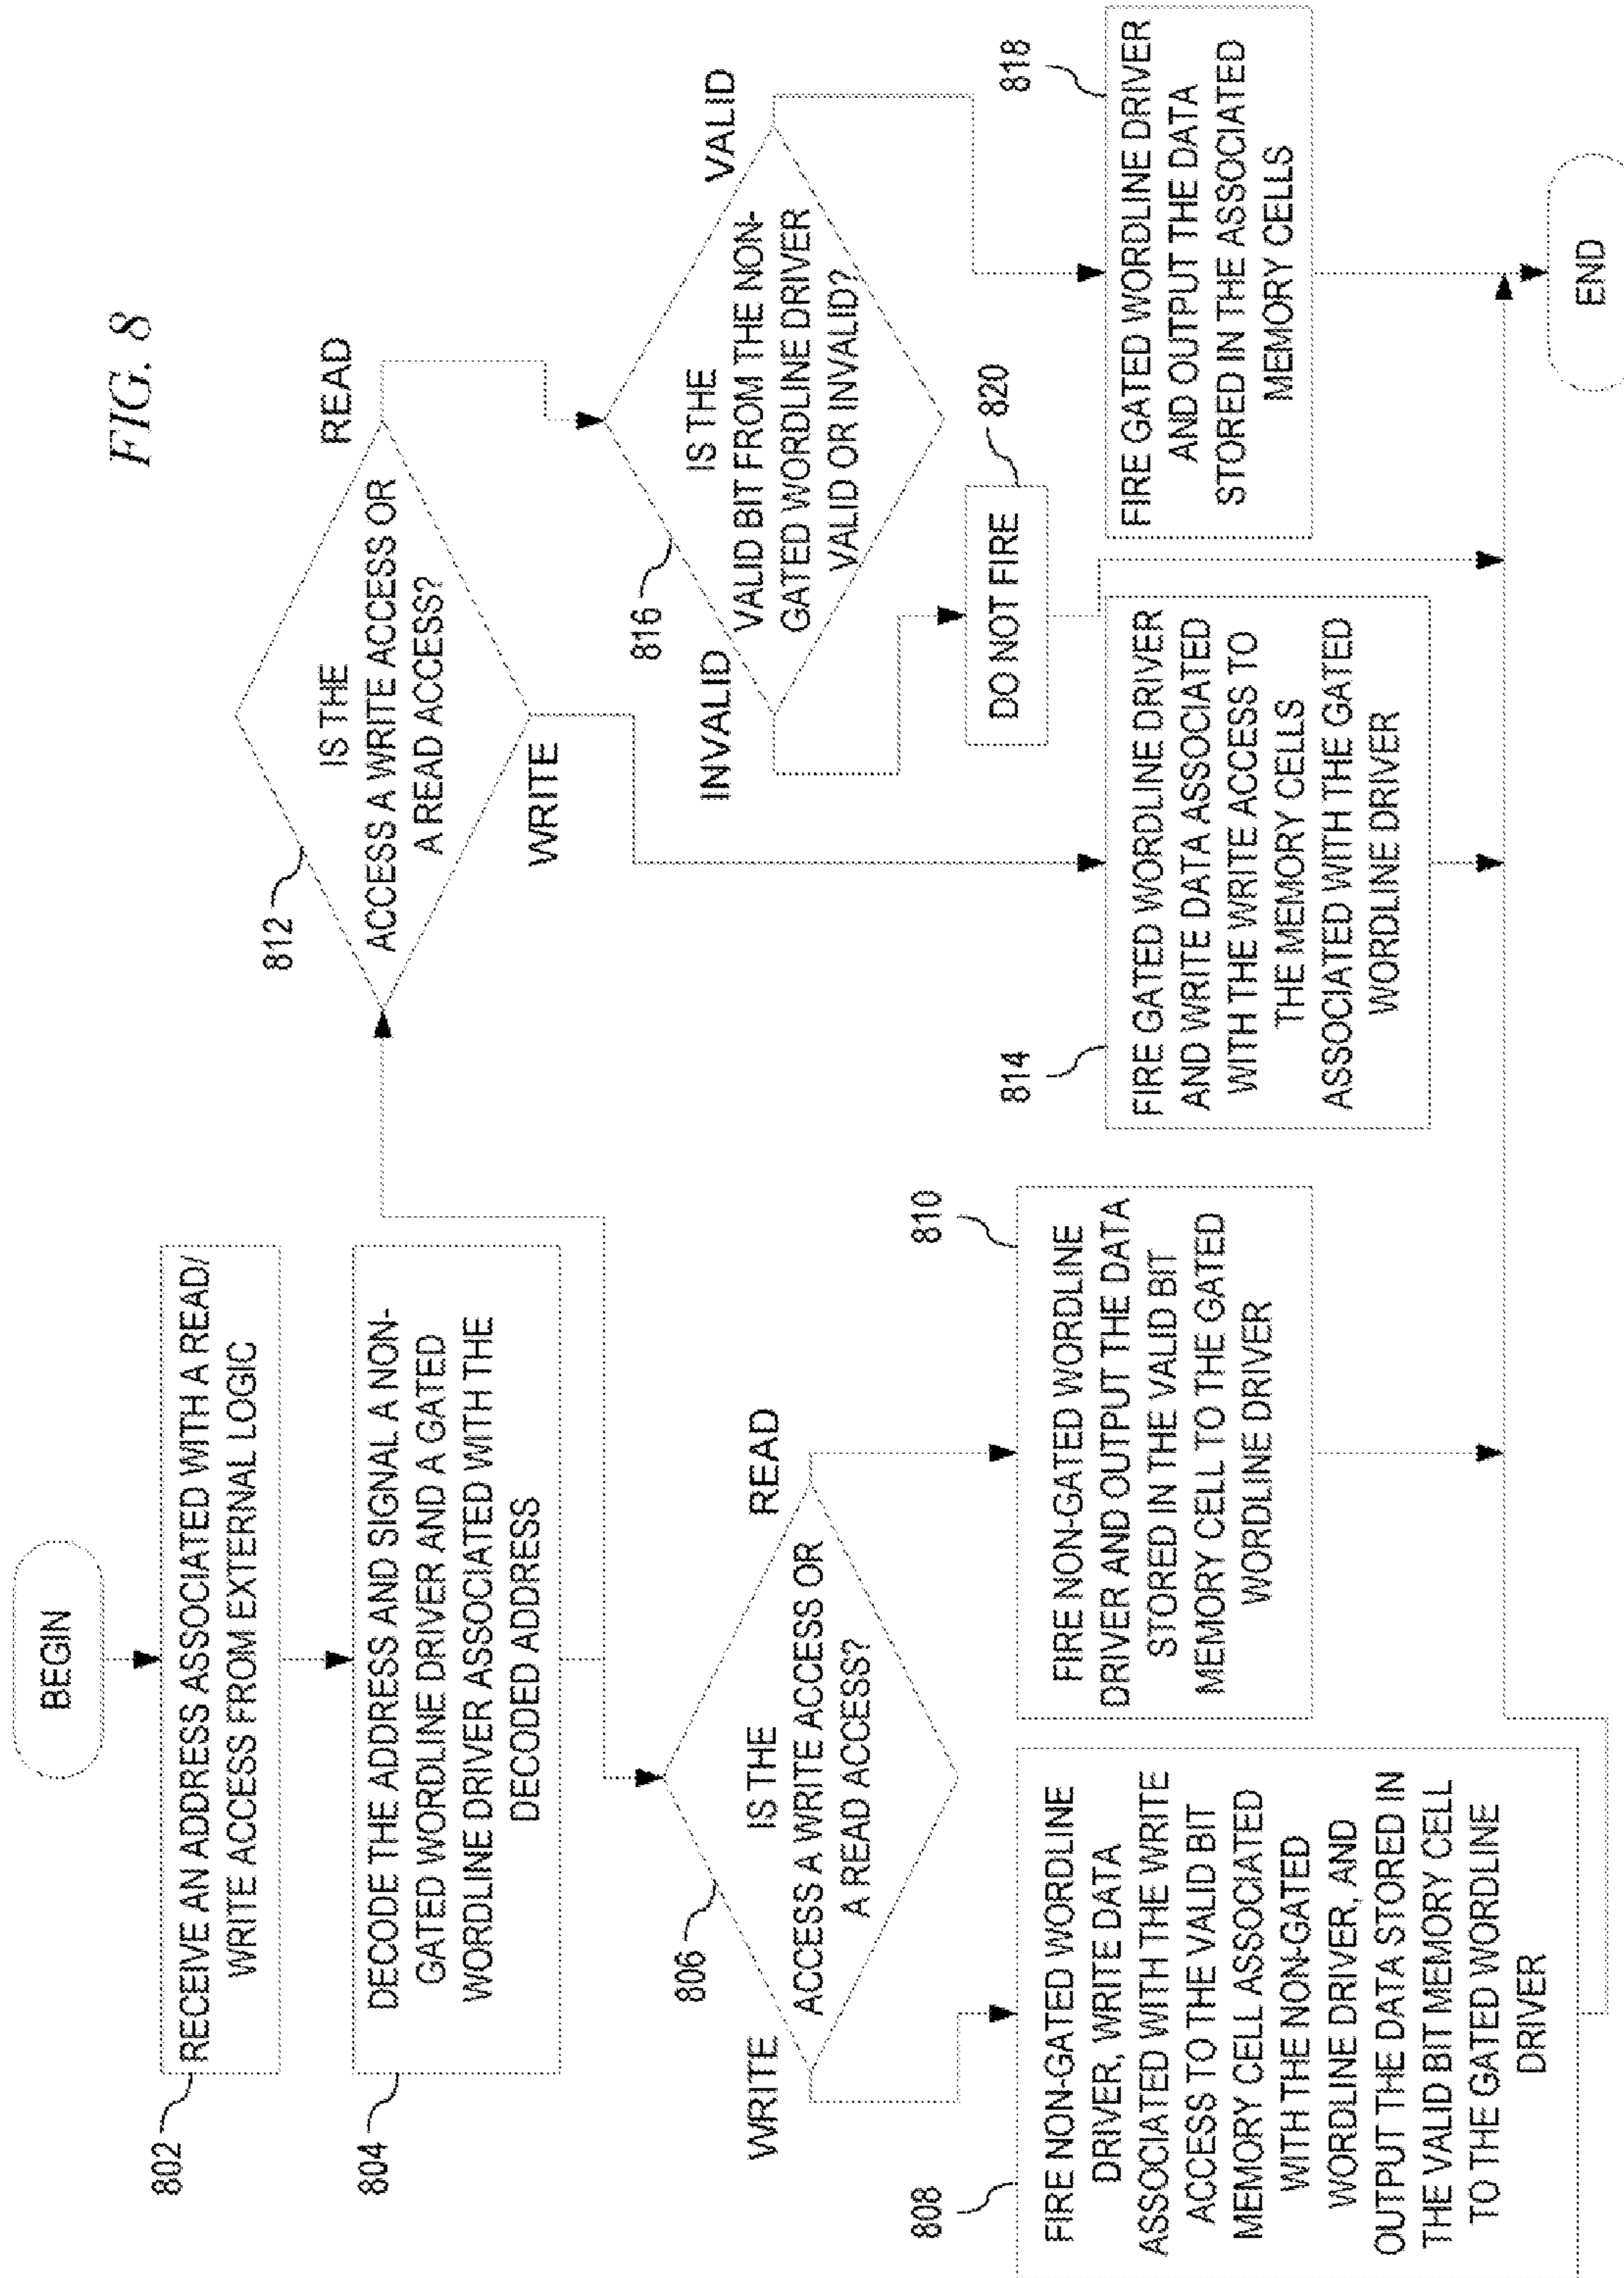 FIG. 8
BEGIN
802
RECEIVE AN ADDRESS ASSOCIATED WITH A READ/
WRITE ACCESS FROM EXTERNAL LOGIC
804
DECODE THE ADDRESS AND SIGNAL A NON-
GATED WORDLINE DRIVER AND A GATED
WORDLINE DRIVER ASSOCIATED WITH THE
DECODED ADDRESS
806
IS THE
ACCESS A WRITE ACCESS OR
A READ ACCESS?
WRITE
READ
808
FIRE NON-GATED WORDLINE
DRIVER, WRITE DATA
ASSOCIATED WITH THE WRITE
ACCESS TO THE VALID BIT
MEMORY CELL ASSOCIATED
WITH THE NON-GATED
WORDLINE DRIVER, AND
OUTPUT THE DATA STORED IN
THE VALID BIT MEMORY CELL
TO THE GATED WORDLINE
DRIVER
810
FIRE NON-GATED WORDLINE
DRIVER AND OUTPUT THE DATA
STORED IN THE VALID BIT
MEMORY CELL TO THE GATED
WORDLINE DRIVER
812
IS THE
ACCESS A WRITE ACCESS OR
A READ ACCESS?
WRITE
READ
814
FIRE GATED WORDLINE DRIVER
AND WRITE DATA ASSOCIATED
WITH THE WRITE ACCESS TO
THE MEMORY CELLS
ASSOCIATED WITH THE GATED
WORDLINE DRIVER
816
IS THE
VALID BIT FROM THE NON-
GATED WORDLINE DRIVER
VALID OR INVALID?
INVALID
VALID
DO NOT FIRE
820
818
FIRE GATED WORDLINE DRIVER
AND OUTPUT THE DATA
STORED IN THE ASSOCIATED
MEMORY CELLS
END